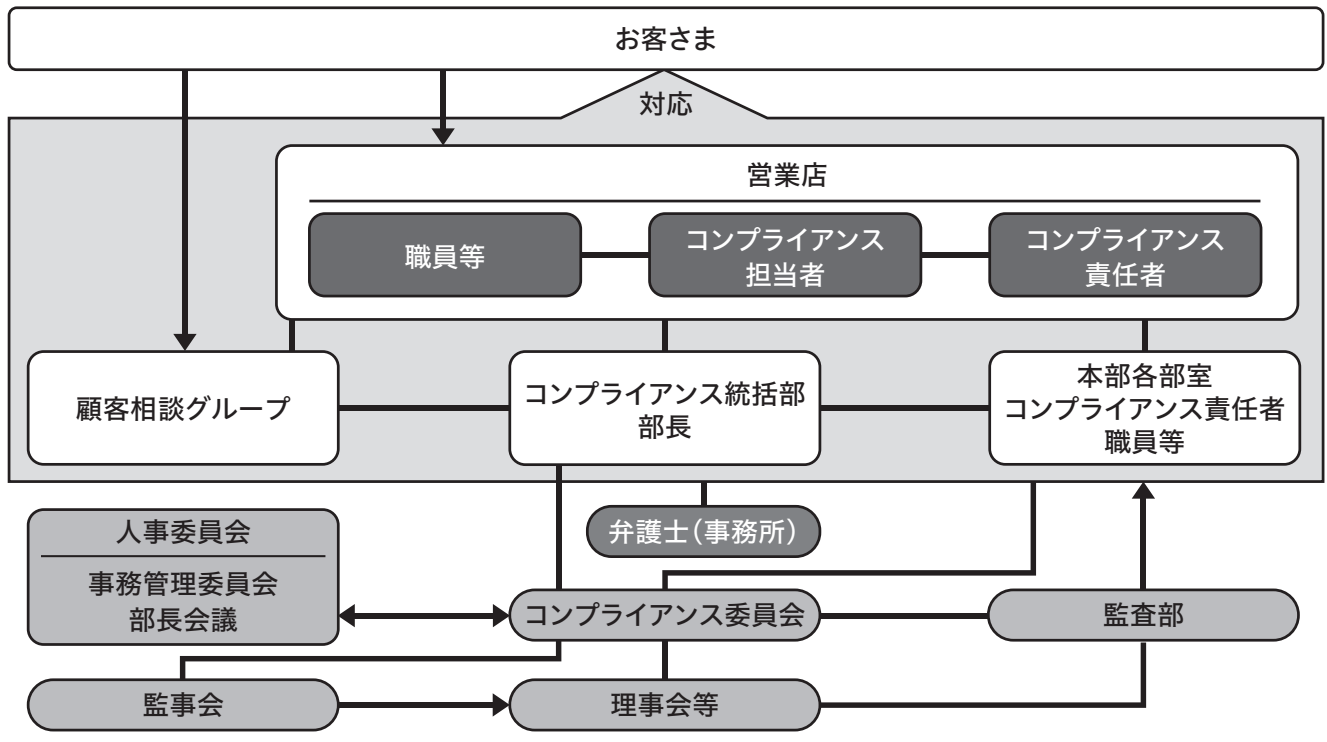 お客さま
対応
営業店
職員等
コンプライアンス
担当者
コンプライアンス
責任者
顧客相談グループ
コンプライアンス統括部
部長
本部各部室
コンプライアンス責任者
職員等
弁護士(事務所)
人事委員会
事務管理委員会
部長会議
コンプライアンス委員会
監査部
監事会
理事会等